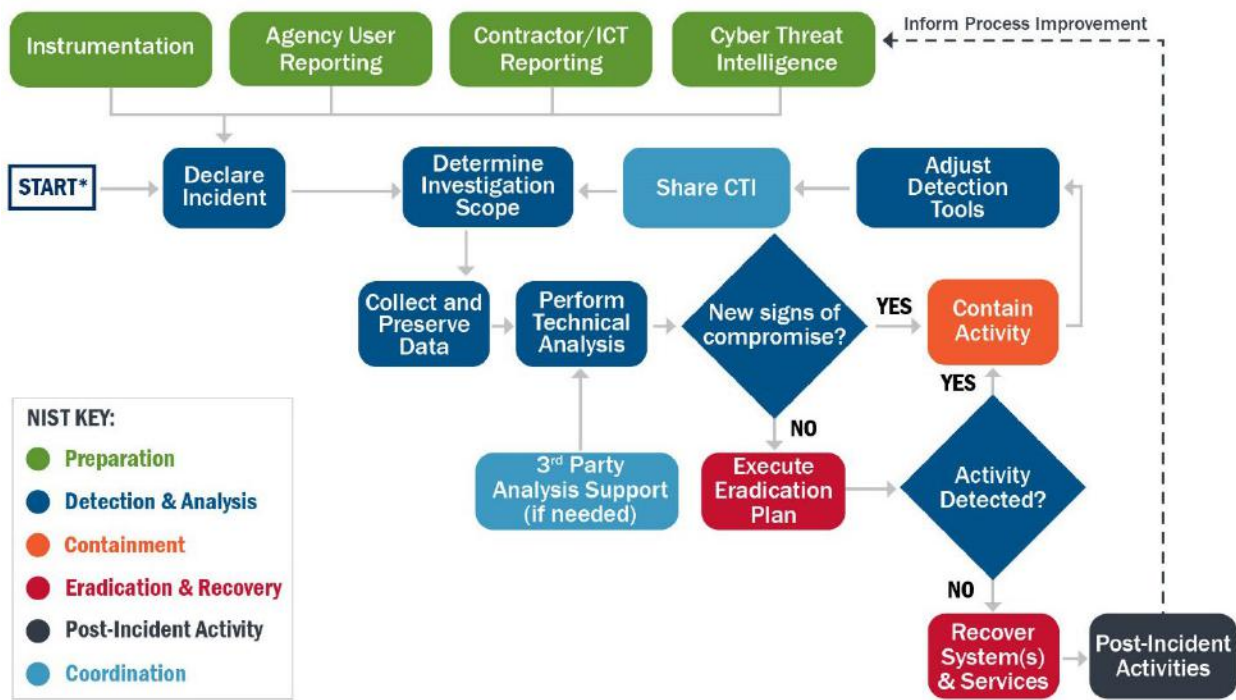 Instrumentation
Agency User
Reporting
Contractor/ICT
Reporting
Cyber Threat
Intelligence
Inform Process Improvement
START*
Declare
Incident
Determine
Investigation
Scope
Share CTI
Adjust
Detection
Tools
Collect and
Preserve
Data
Perform
Technical
Analysis
New signs of
compromise?
YES
Contain
Activity
YES
NO
3rd Party
Analysis Support
(if needed)
Execute
Eradication
Plan
Activity
Detected?
NO
Recover
System(s)
& Services
Post-Incident
Activities
NIST KEY:
Preparation
Detection & Analysis
Containment
Eradication & Recovery
Post-Incident Activity
Coordination